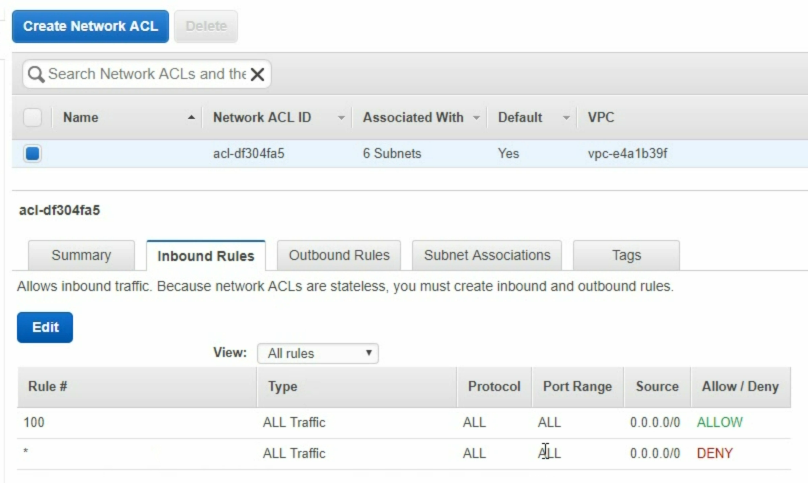 Create Network ACL Delete
Search Network ACLs and the
Name Network ACL ID Associated With Default VPC
acl-df304fa5 6 Subnets Yes vpc-e4a1b39f
acl-df304fa5
Summary Inbound Rules Outbound Rules Subnet Associations Tags
Allows inbound traffic. Because network ACLs are stateless, you must create inbound and outbound rules.
Edit
View: All rules
Rule # Type Protocol Port Range Source Allow / Deny
100 ALL Traffic ALL ALL 0.0.0.0/0 ALLOW
* ALL Traffic ALL ALL 0.0.0.0/0 DENY